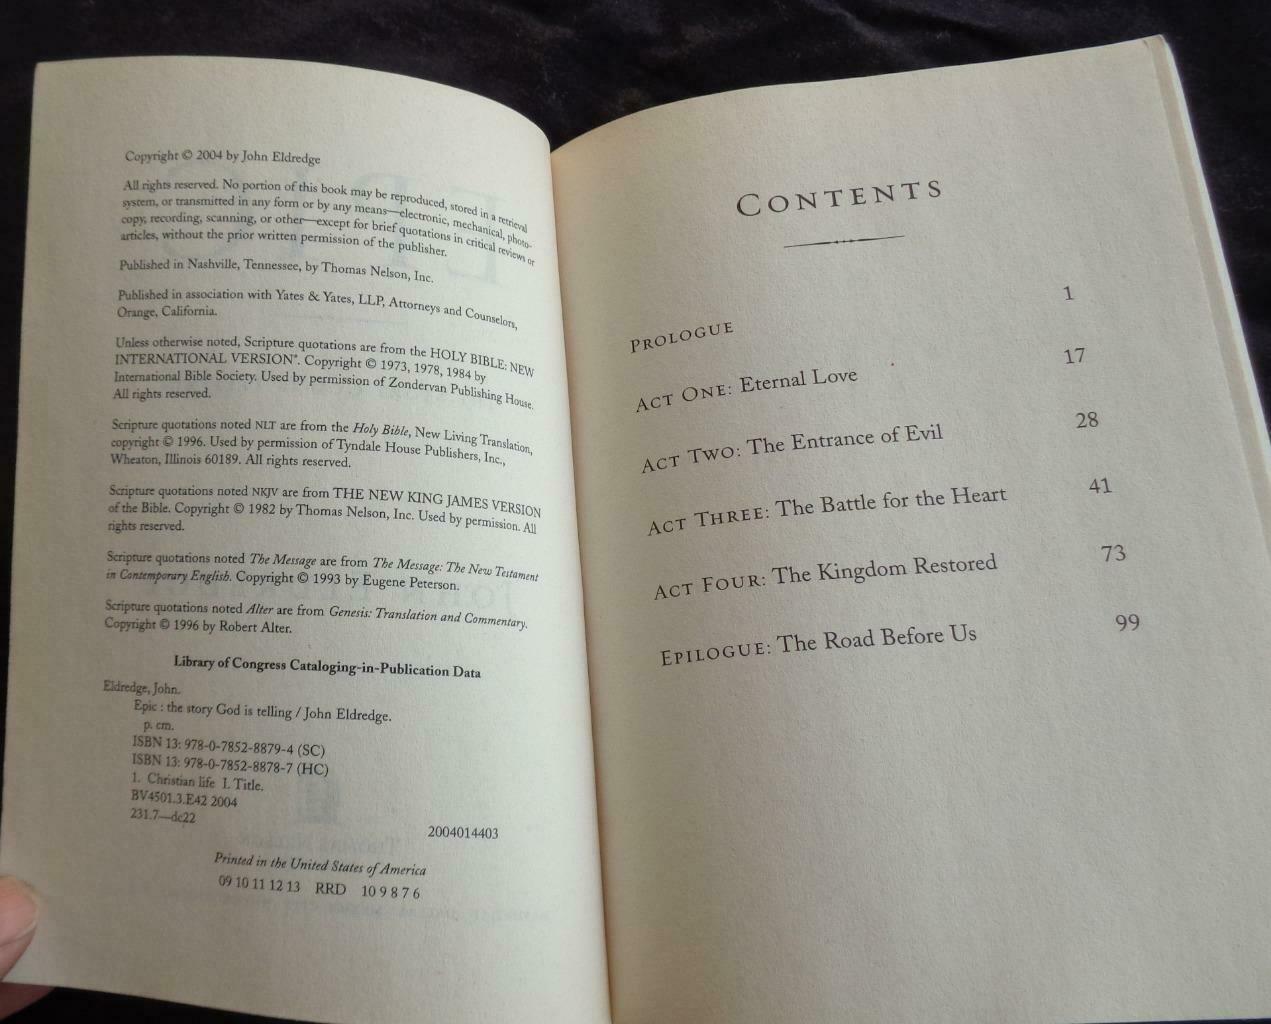 Copyright © 2004 by John Eldredge
All rights reserved. No portion of this book may be reproduced, stored in a retrieval
system, or transmitted in any form or by any means—electronic, mechanical, photo-
copy, recording, scanning, or other—except for brief quotations in critical reviews or
articles, without the prior written permission of the publisher.
Published in Nashville, Tennessee, by Thomas Nelson, Inc.
Published in association with Yates & Yates, LLP, Attorneys and Counselors,
Orange, California.
Unless otherwise noted, Scripture quotations are from the HOLY BIBLE: NEW
INTERNATIONAL VERSION®. Copyright © 1973, 1978, 1984 by
International Bible Society. Used by permission of Zondervan Publishing House.
All rights reserved.
Scripture quotations noted NLT are from the Holy Bible, New Living Translation,
copyright © 1996. Used by permission of Tyndale House Publishers, Inc.,
Wheaton, Illinois 60189. All rights reserved.
Scripture quotations noted NKJV are from THE NEW KING JAMES VERSION
of the Bible. Copyright © 1982 by Thomas Nelson, Inc. Used by permission. All
rights reserved.
Scripture quotations noted The Message are from The Message: The New Testament
in Contemporary English. Copyright © 1993 by Eugene Peterson.
Scripture quotations noted Alter are from Genesis: Translation and Commentary.
Copyright © 1996 by Robert Alter.
Library of Congress Cataloging-in-Publication Data
Eldredge, John.
Epic : the story God is telling / John Eldredge.
p. cm.
ISBN 13: 978-0-7852-8879-4 (SC)
ISBN 13: 978-0-7852-8878-7 (HC)
1. Christian life I. Title.
BV4501.3.E42 2004
231.7—dc22
2004014403
Printed in the United States of America
09 10 11 12 13 RRD 10 9 8 7 6
CONTENTS
PROLOGUE 1
ACT ONE: Eternal Love 17
ACT TWO: The Entrance of Evil 28
ACT THREE: The Battle for the Heart 41
ACT FOUR: The Kingdom Restored 73
EPILOGUE: The Road Before Us 99